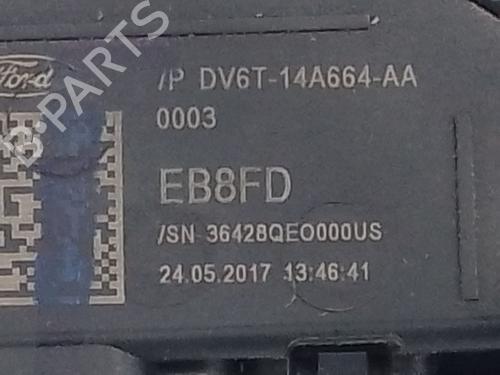 Ford
/P DV6T-14A664-AA
0003
EB8FD
/SN 36428QEO000US
24.05.2017 13:46:41
B-PARTS